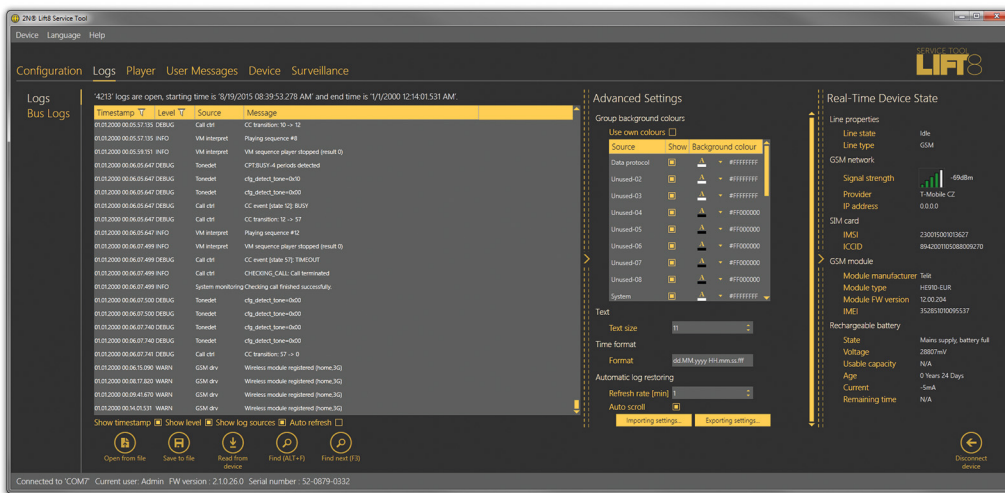 2N® Lift8 Service Tool
Device Language Help
SERVICE TOOL
LIFT8
Configuration Logs Player User Messages Device Surveillance
Logs
Bus Logs
'4213' logs are open, starting time is '8/19/2015 08:39:53.278 AM' and end time is '1/1/2000 12:14:01.531 AM'.
Timestamp Level Source Message
01.01.2000 00.05.57.135 DEBUG Call ctrl CC transition: 10 -> 12
01.01.2000 00.05.57.135 INFO VM interpret Playing sequence #8
01.01.2000 00.05.59.151 INFO VM interpret VM sequence player stopped (result 0)
01.01.2000 00.06.05.647 DEBUG Tonedet CPT:BUSY-4 periods detected
01.01.2000 00.06.05.647 DEBUG Tonedet cfg_detect_tone=0x10
01.01.2000 00.06.05.647 DEBUG Tonedet cfg_detect_tone=0x00
01.01.2000 00.06.05.647 DEBUG Call ctrl CC event [state 12]: BUSY
01.01.2000 00.06.05.647 DEBUG Call ctrl CC transition: 12 -> 57
01.01.2000 00.06.05.647 INFO VM interpret Playing sequence #12
01.01.2000 00.06.07.499 INFO VM interpret VM sequence player stopped (result 0)
01.01.2000 00.06.07.499 DEBUG Call ctrl CC event [state 57]: TIMEOUT
01.01.2000 00.06.07.499 INFO Call ctrl CHECKING_CALL: Call terminated
01.01.2000 00.06.07.499 INFO System monitoring Checking call finished successfully.
01.01.2000 00.06.07.500 DEBUG Tonedet cfg_detect_tone=0x00
01.01.2000 00.06.07.500 DEBUG Tonedet cfg_detect_tone=0x00
01.01.2000 00.06.07.740 DEBUG Tonedet cfg_detect_tone=0x00
01.01.2000 00.06.07.740 DEBUG Tonedet cfg_detect_tone=0x00
01.01.2000 00.06.07.741 DEBUG Call ctrl CC transition: 57 -> 0
01.01.2000 00.06.15.090 WARN GSM drv Wireless module registered (home,3G)
01.01.2000 00.08.17.820 WARN GSM drv Wireless module registered (home,3G)
01.01.2000 00.09.41.670 WARN GSM drv Wireless module registered (home,3G)
01.01.2000 00.14.01.531 WARN GSM drv Wireless module registered (home,3G)
Show timestamp Show level Show log sources Auto refresh
Open from file Save to file Read from device Find (ALT+F) Find next (F3)
Advanced Settings
Group background colours
Use own colours
Source Show Background colour
Data protocol A #FFFFFFFF
Unused-02 A #FFFFFFFF
Unused-03 A #FFFFFFFF
Unused-04 A #FF000000
Unused-05 A #FF000000
Unused-06 A #FF000000
Unused-07 A #FF000000
Unused-08 A #FF000000
System A #FFFFFFFF
Text
Text size 11
Time format
Format dd.MM.yyyy HH.mm.ss.fff
Automatic log restoring
Refresh rate [min] 1
Auto scroll
Importing settings... Exporting settings...
Real-Time Device State
Line properties
Line state Idle
Line type GSM
GSM network
Signal strength -69dBm
Provider T-Mobile CZ
IP address 0.0.0.0
SIM card
IMSI 230015001013627
ICCID 8942001105088009270
GSM module
Module manufacturer Telit
Module type HE910-EUR
Module FW version 12.00.204
IMEI 352851010095537
Rechargeable battery
State Mains supply, battery full
Voltage 28807mV
Usable capacity N/A
Age 0 Years 24 Days
Current -5mA
Remaining time N/A
Disconnect device
Connected to 'COM7' Current user: Admin FW version : 2.1.0.26.0 Serial number : 52-0879-0332